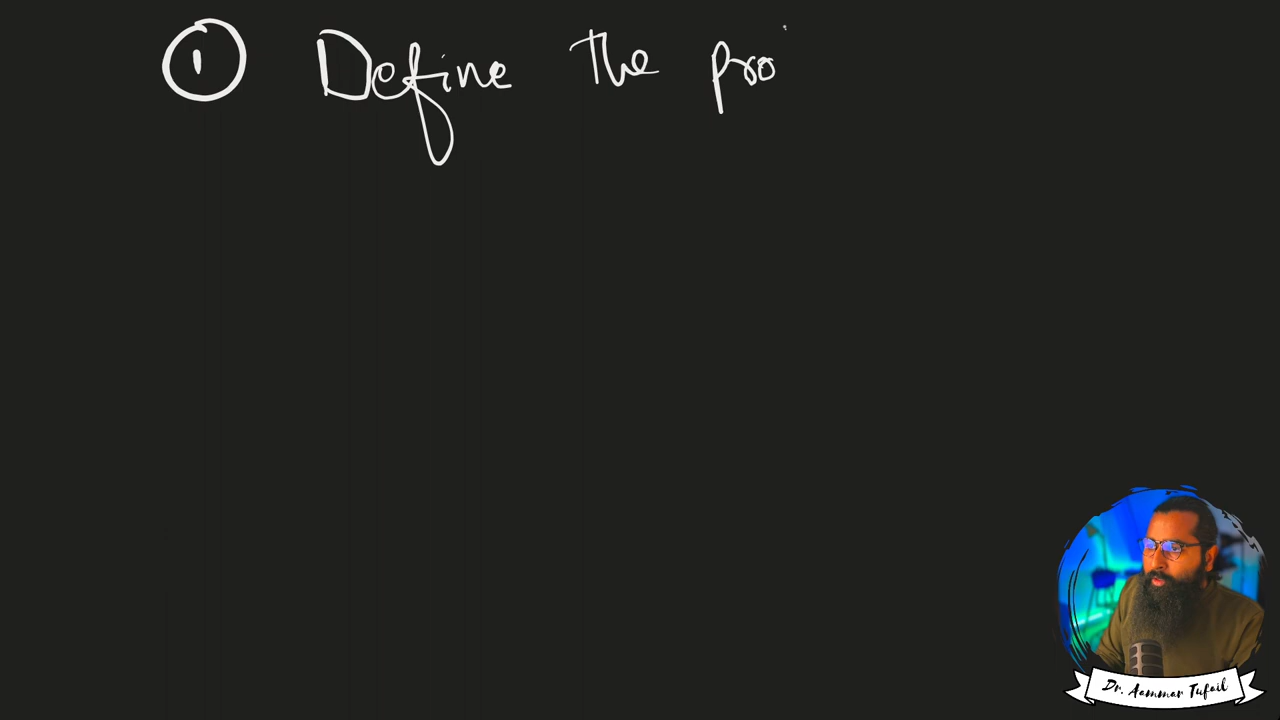 ① Define the pro
Dr. Aammar Tufail